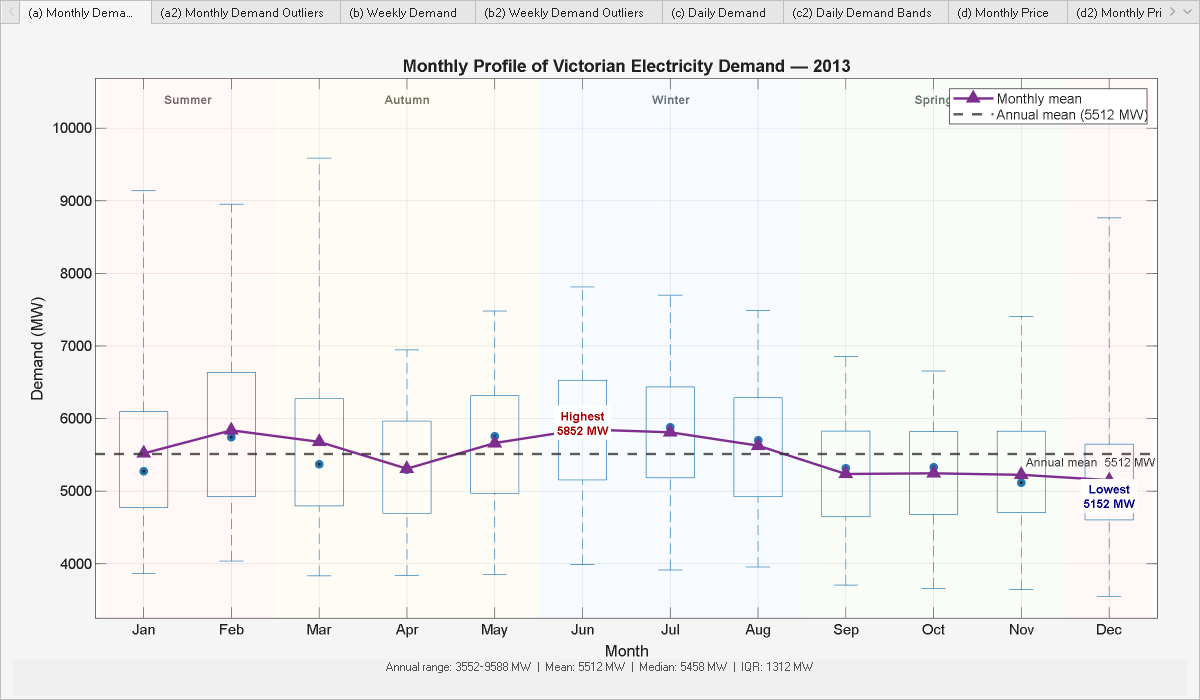 (a) Monthly Dema... (a2) Monthly Demand Outliers (b) Weekly Demand (b2) Weekly Demand Outliers (c) Daily Demand (c2) Daily Demand Bands (d) Monthly Price (d2) Monthly Pri
Monthly Profile of Victorian Electricity Demand — 2013
Summer Autumn Winter Spring
Monthly mean
Annual mean (5512 MW)
10000
9000
8000
7000
6000
5000
4000
Demand (MW)
Highest
5852 MW
Annual mean 5512 MW
Lowest
5152 MW
Jan Feb Mar Apr May Jun Jul Aug Sep Oct Nov Dec
Month
Annual range: 3552-9588 MW | Mean: 5512 MW | Median: 5458 MW | IQR: 1312 MW